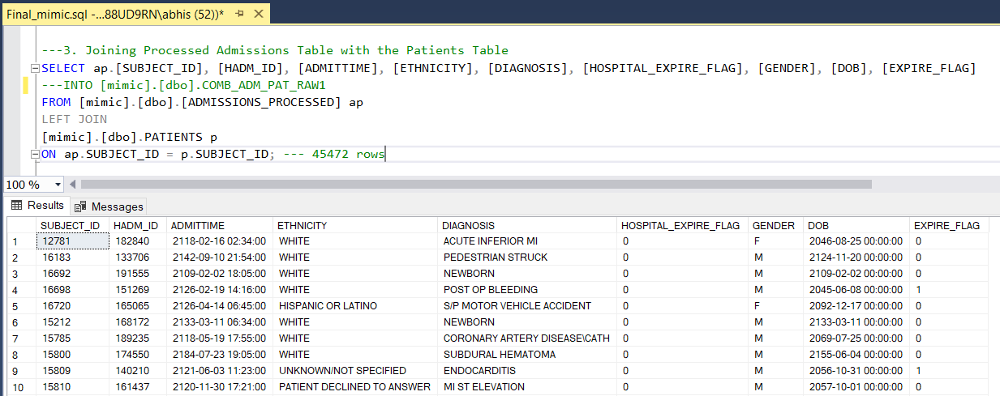 Final_mimic.sql -...88UD9RN\abhis (52))*
---3. Joining Processed Admissions Table with the Patients Table
SELECT ap.[SUBJECT_ID], [HADM_ID], [ADMITTIME], [ETHNICITY], [DIAGNOSIS], [HOSPITAL_EXPIRE_FLAG], [GENDER], [DOB], [EXPIRE_FLAG]
---INTO [mimic].[dbo].COMB_ADM_PAT_RAW1
FROM [mimic].[dbo].[ADMISSIONS_PROCESSED] ap
LEFT JOIN
[mimic].[dbo].PATIENTS p
ON ap.SUBJECT_ID = p.SUBJECT_ID; --- 45472 rows
100 %
Results Messages
SUBJECT_ID HADM_ID ADMITTIME ETHNICITY DIAGNOSIS HOSPITAL_EXPIRE_FLAG GENDER DOB EXPIRE_FLAG
1 12781 182840 2118-02-16 02:34:00 WHITE ACUTE INFERIOR MI 0 F 2046-08-25 00:00:00 0
2 16183 133706 2142-09-10 21:54:00 WHITE PEDESTRIAN STRUCK 0 M 2124-11-20 00:00:00 0
3 16692 191555 2109-02-02 18:05:00 WHITE NEWBORN 0 M 2109-02-02 00:00:00 0
4 16698 151269 2126-02-19 14:16:00 WHITE POST OP BLEEDING 0 M 2045-06-08 00:00:00 1
5 16720 165065 2126-04-14 06:45:00 HISPANIC OR LATINO S/P MOTOR VEHICLE ACCIDENT 0 F 2092-12-17 00:00:00 0
6 15212 168172 2133-03-11 06:34:00 WHITE NEWBORN 0 M 2133-03-11 00:00:00 0
7 15785 189235 2118-05-19 17:55:00 WHITE CORONARY ARTERY DISEASE\CATH 0 M 2069-07-25 00:00:00 0
8 15800 174550 2184-07-23 19:05:00 WHITE SUBDURAL HEMATOMA 0 M 2155-06-04 00:00:00 0
9 15809 140210 2121-06-03 11:23:00 UNKNOWN/NOT SPECIFIED ENDOCARDITIS 0 M 2056-10-31 00:00:00 1
10 15810 161437 2120-11-30 17:21:00 PATIENT DECLINED TO ANSWER MI ST ELEVATION 0 M 2057-10-01 00:00:00 0